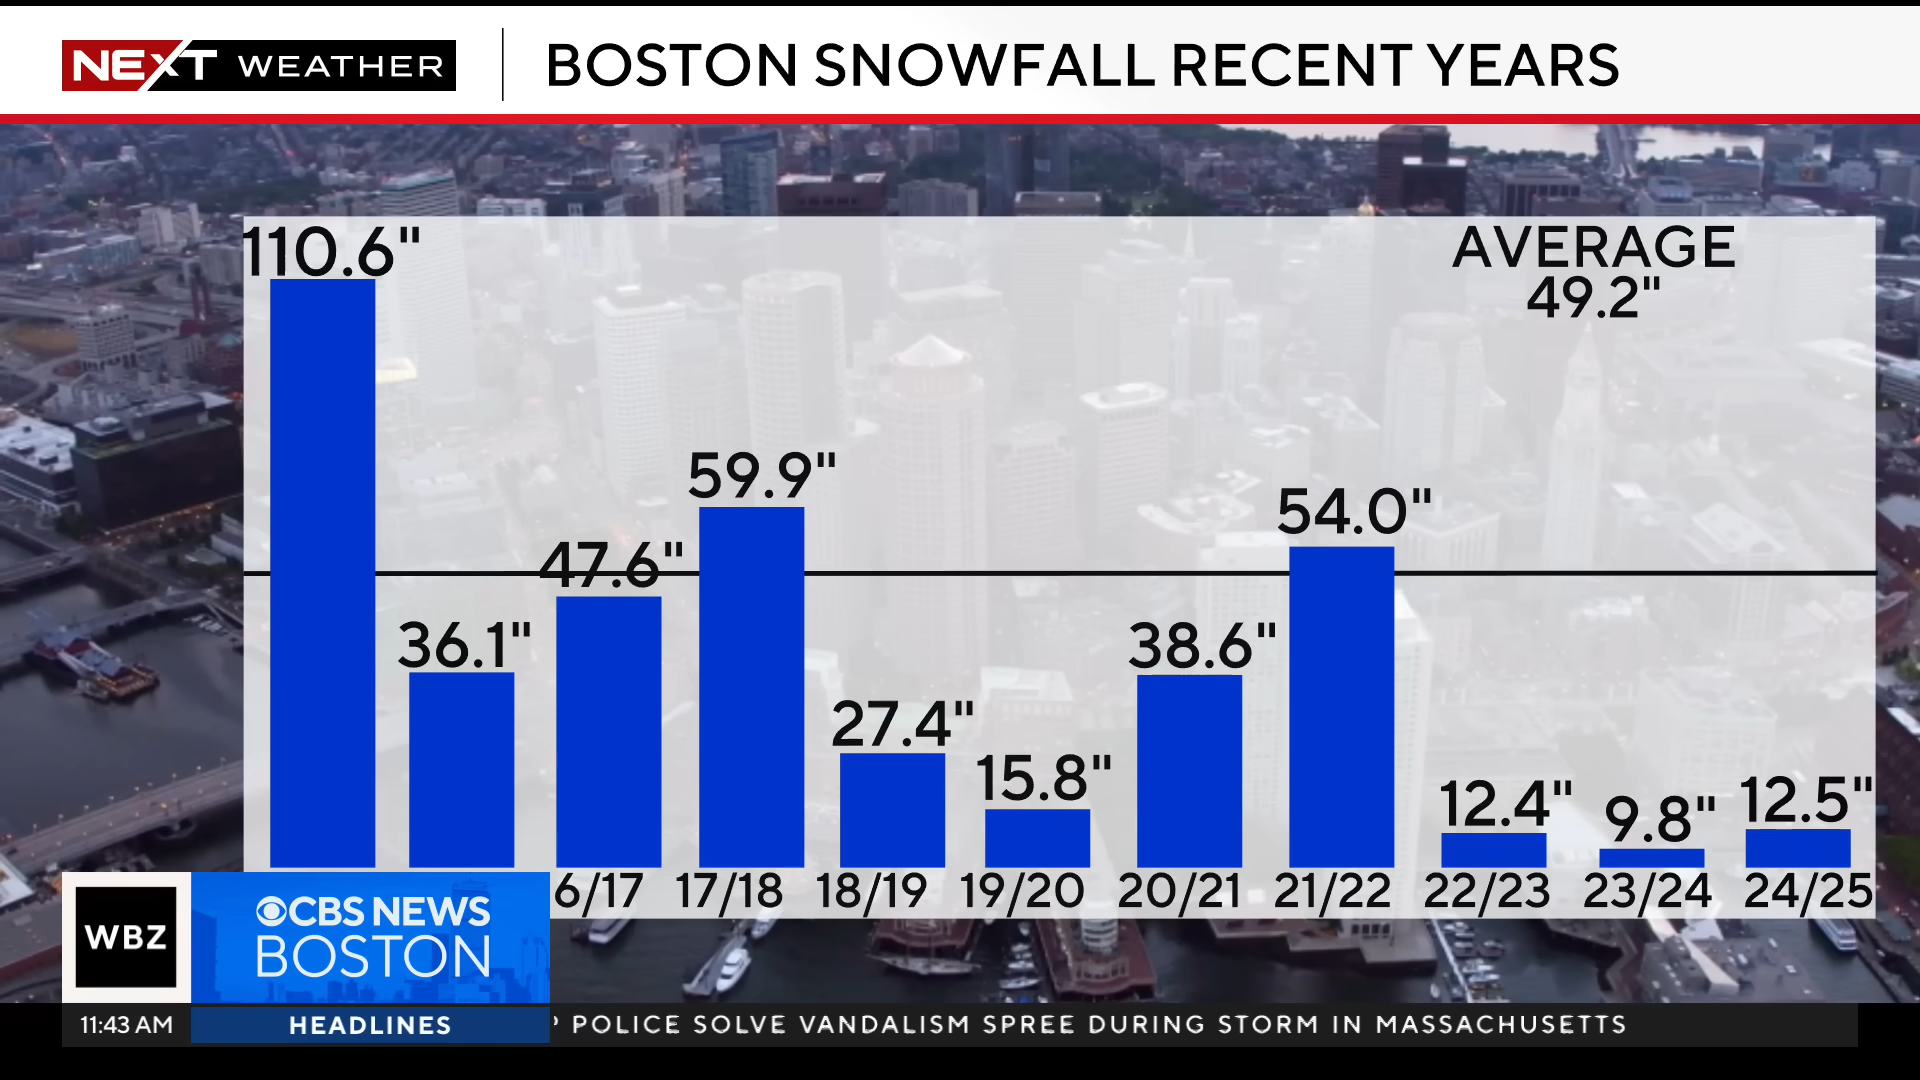 NEXT WEATHER
BOSTON SNOWFALL RECENT YEARS
110.6"
AVERAGE
49.2"
59.9"
54.0"
47.6"
36.1"
38.6"
27.4"
15.8"
12.4"
9.8"
12.5"
6/17 17/18 18/19 19/20 20/21 21/22 22/23 23/24 24/25
WBZ
CBS NEWS
BOSTON
11:43 AM
HEADLINES
POLICE SOLVE VANDALISM SPREE DURING STORM IN MASSACHUSETTS